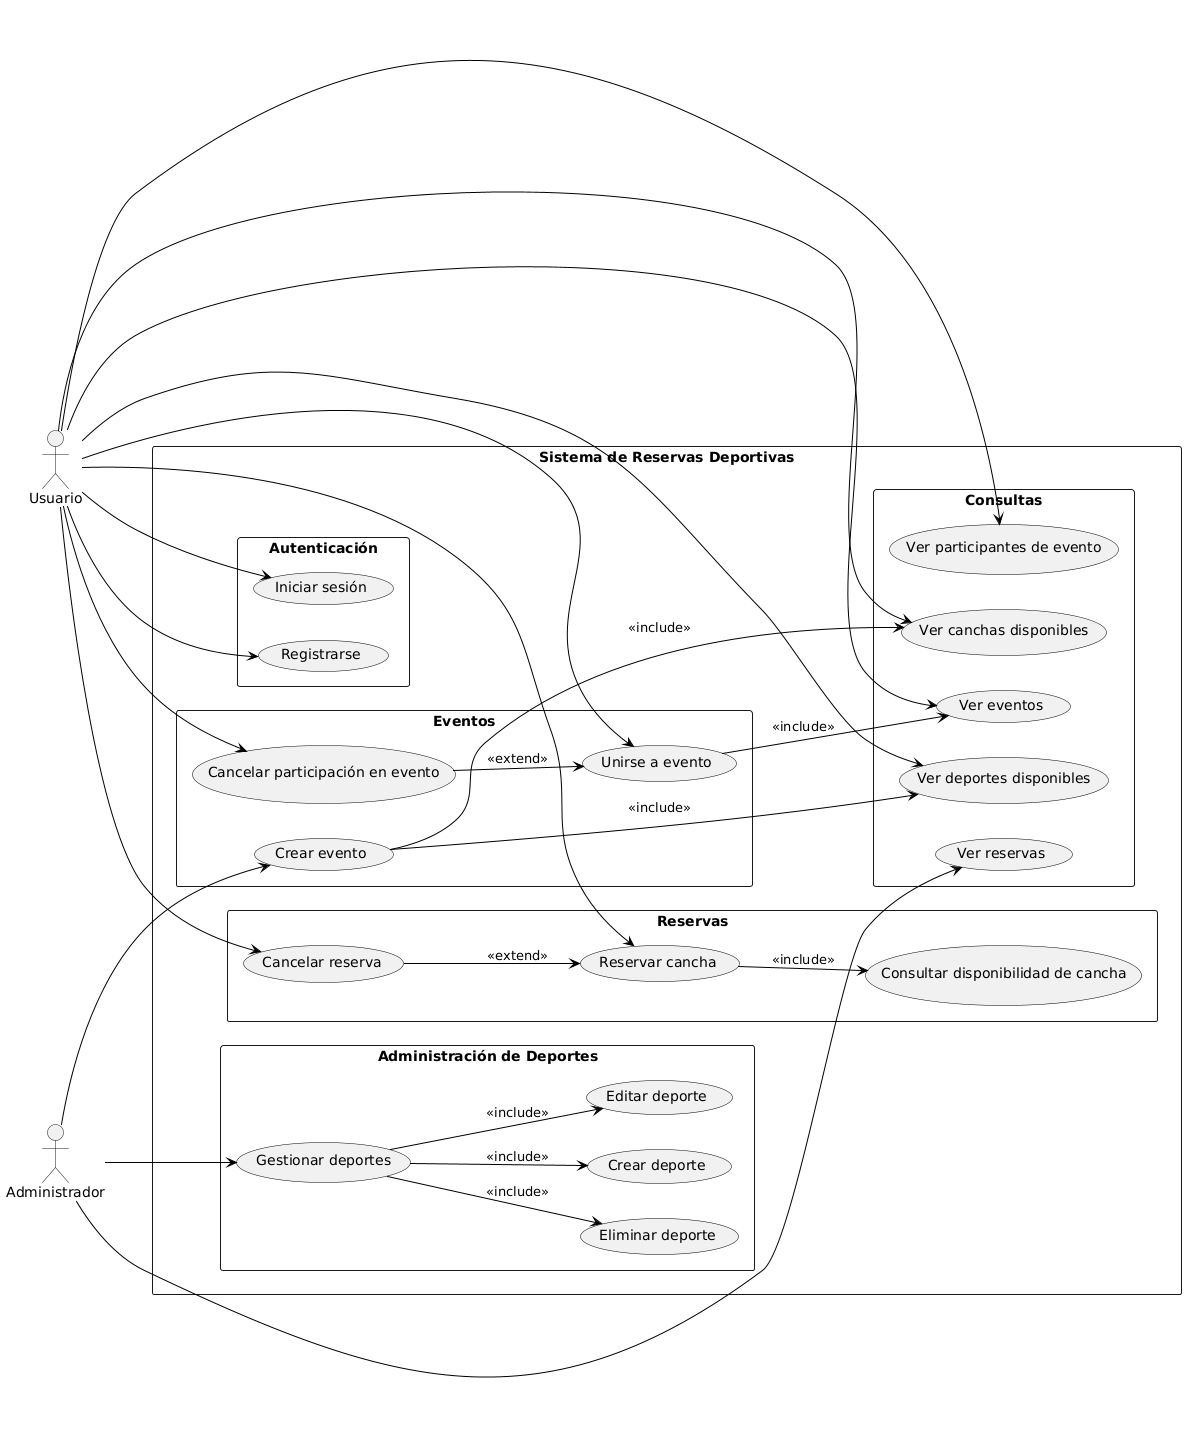 Usuario
Administrador
Sistema de Reservas Deportivas
Autenticación
Iniciar sesión
Registrarse
Eventos
Cancelar participación en evento
«extend»
Unirse a evento
Crear evento
«include»
«include»
«include»
Consultas
Ver participantes de evento
Ver canchas disponibles
Ver eventos
Ver deportes disponibles
Ver reservas
Reservas
Cancelar reserva
«extend»
Reservar cancha
«include»
Consultar disponibilidad de cancha
Administración de Deportes
Gestionar deportes
«include»
Editar deporte
«include»
Crear deporte
«include»
Eliminar deporte